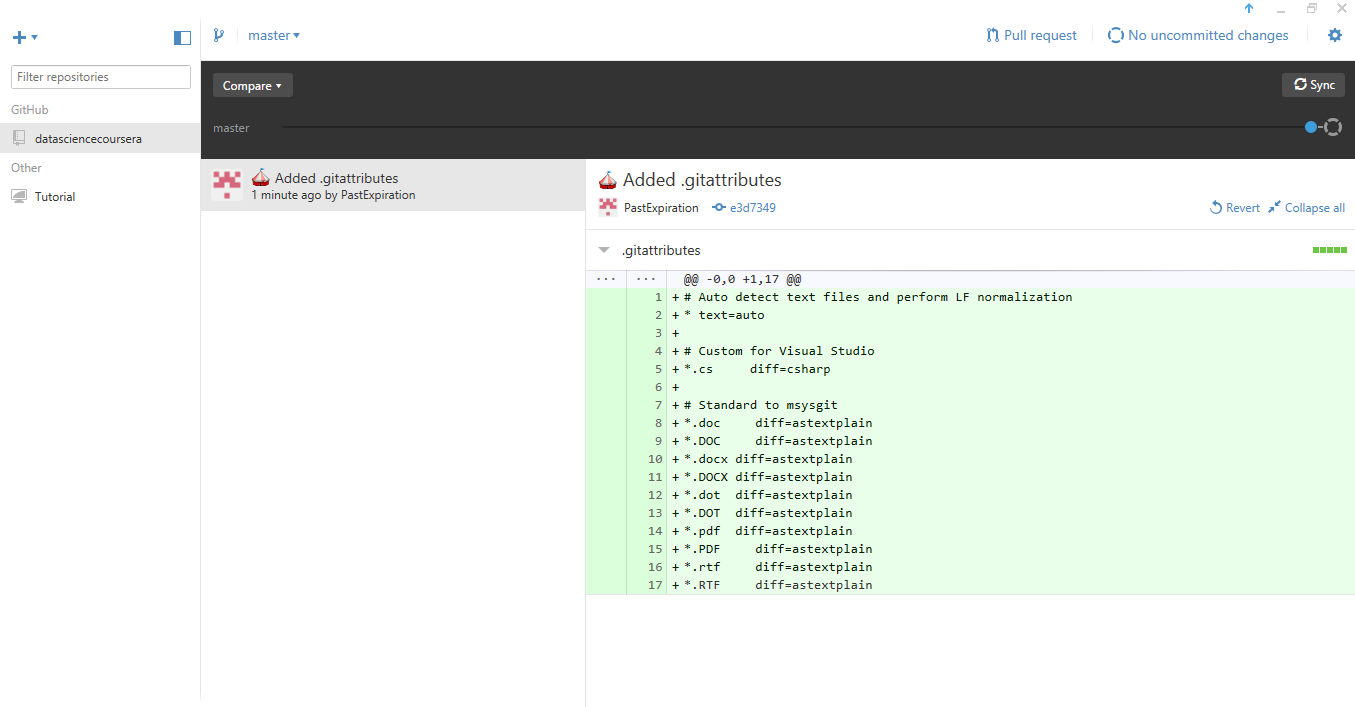 master
Pull request
No uncommitted changes
Filter repositories
GitHub
datasciencecoursera
Other
Tutorial
Compare
Sync
master
Added .gitattributes
1 minute ago by PastExpiration
Added .gitattributes
PastExpiration
e3d7349
Revert
Collapse all
.gitattributes
... ... @@ -0,0 +1,17 @@
1 + # Auto detect text files and perform LF normalization
2 + * text=auto
3 +
4 + # Custom for Visual Studio
5 + *.cs     diff=csharp
6 +
7 + # Standard to msysgit
8 + *.doc     diff=astextplain
9 + *.DOC     diff=astextplain
10 + *.docx diff=astextplain
11 + *.DOCX diff=astextplain
12 + *.dot  diff=astextplain
13 + *.DOT  diff=astextplain
14 + *.pdf  diff=astextplain
15 + *.PDF     diff=astextplain
16 + *.rtf     diff=astextplain
17 + *.RTF     diff=astextplain